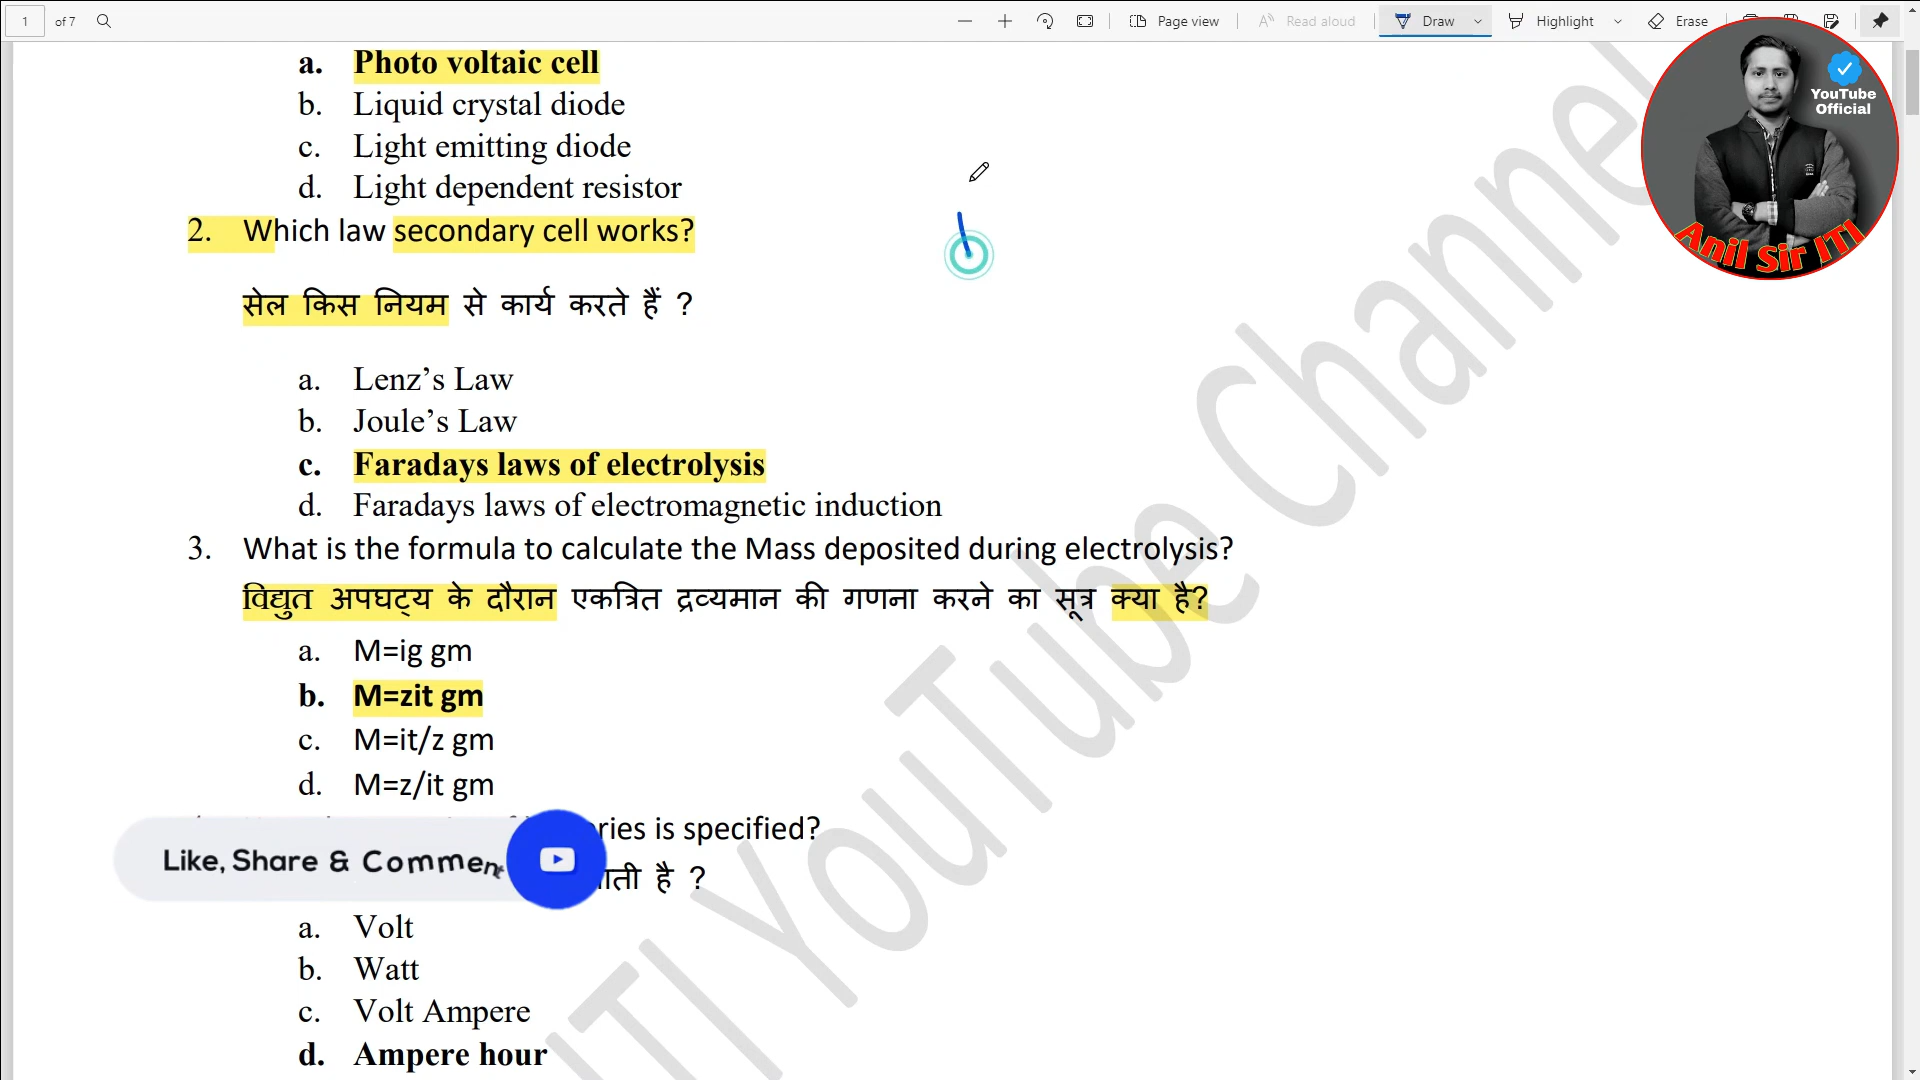 1 of 7 Page view Read aloud Draw Highlight Erase
a. Photo voltaic cell
b. Liquid crystal diode
c. Light emitting diode
d. Light dependent resistor
YouTube
Official
Anil Sir ITI
2. Which law secondary cell works?
सेल किस नियम से कार्य करते हैं ?
a. Lenz’s Law
b. Joule’s Law
c. Faradays laws of electrolysis
d. Faradays laws of electromagnetic induction
3. What is the formula to calculate the Mass deposited during electrolysis?
विद्युत अपघट्य के दौरान एकत्रित द्रव्यमान की गणना करने का सूत्र क्या है?
a. M=ig gm
b. M=zit gm
c. M=it/z gm
d. M=z/it gm
is specified?
Like, Share & Comment
है ?
a. Volt
b. Watt
c. Volt Ampere
d. Ampere hour
ITI YouTube Channel